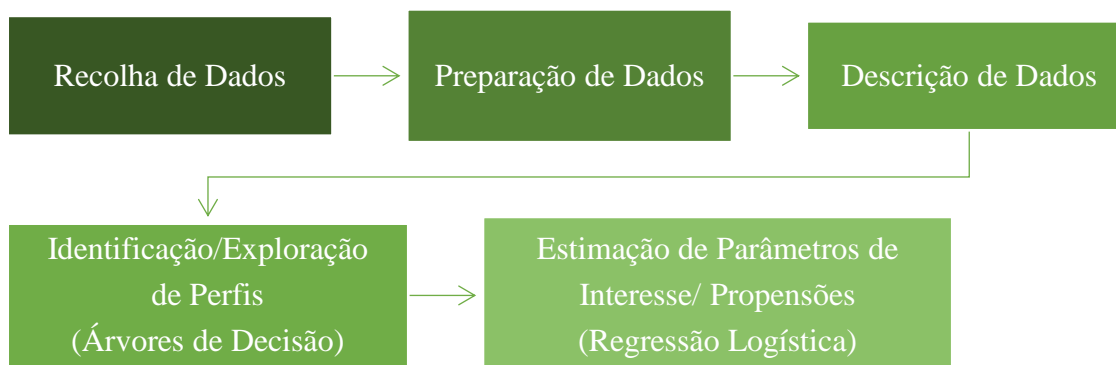 Recolha de Dados
Preparação de Dados
Descrição de Dados
Identificação/Exploração
de Perfis
(Árvores de Decisão)
Estimação de Parâmetros de
Interesse/ Propensões
(Regressão Logística)